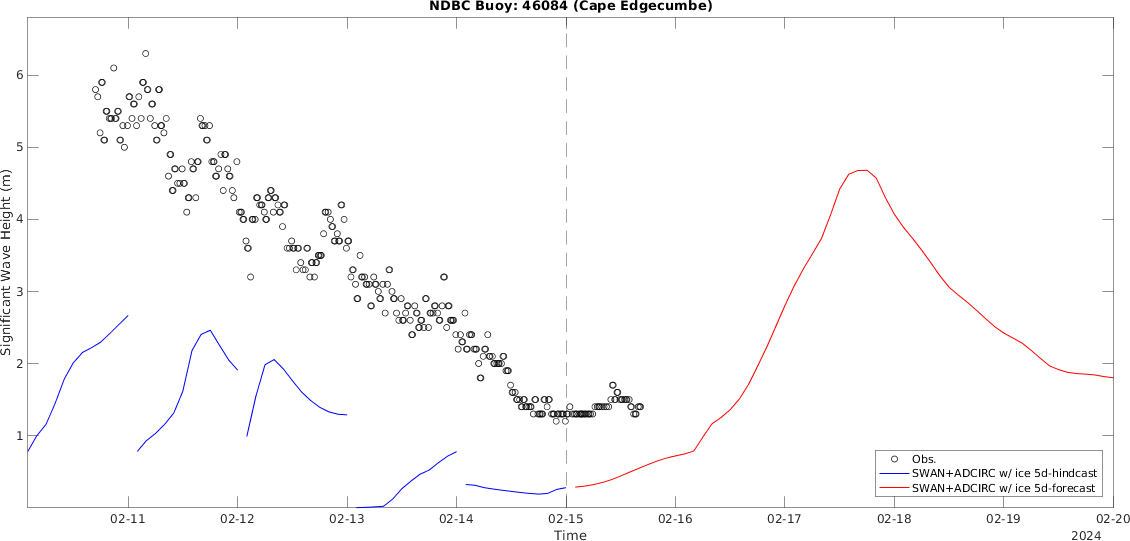 NDBC Buoy: 46084 (Cape Edgecumbe)
Significant Wave Height (m)
6
5
4
3
2
1
Obs.
SWAN+ADCIRC w/ ice 5d-hindcast
SWAN+ADCIRC w/ ice 5d-forecast
02-11 02-12 02-13 02-14 02-15 02-16 02-17 02-18 02-19 02-20
Time
2024